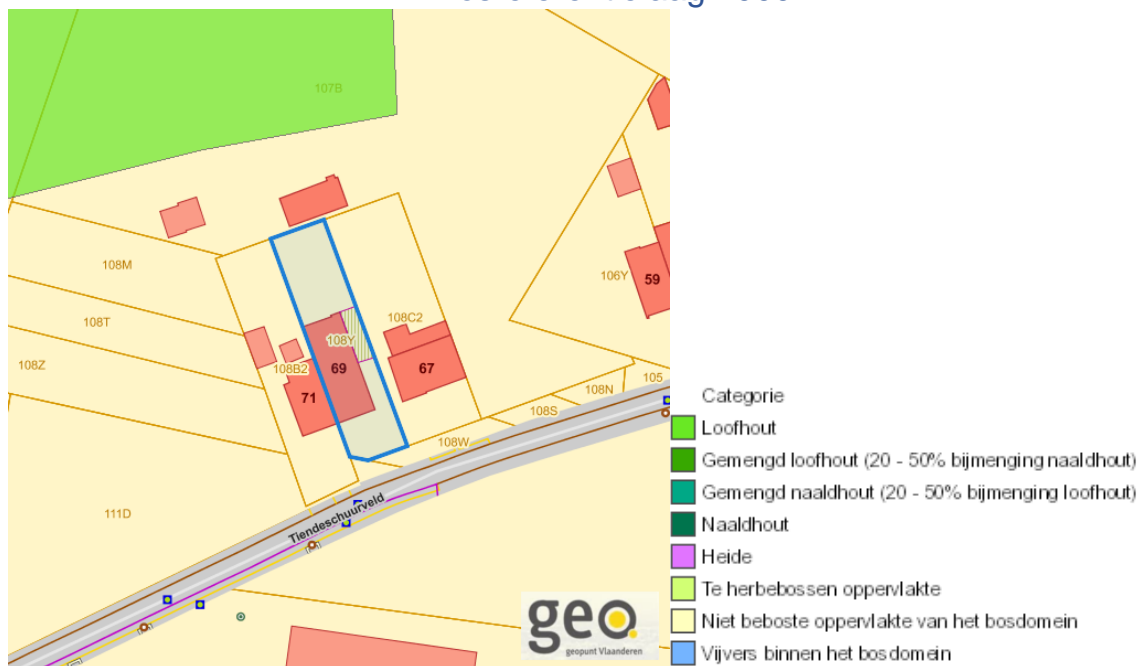 107B
108M
108T
108Z
108Y
108C2
108B2
69
67
71
106Y
59
105
108N
108S
108W
111D
Tiendeschuurveld
geo.
geopunt Vlaanderen
Categorie
Loofhout
Gemengd loofhout (20 - 50% bijmenging naaldhout)
Gemengd naaldhout (20 - 50% bijmenging loofhout)
Naaldhout
Heide
Te herbebossen oppervlakte
Niet beboste oppervlakte van het bosdomein
Vijvers binnen het bosdomein